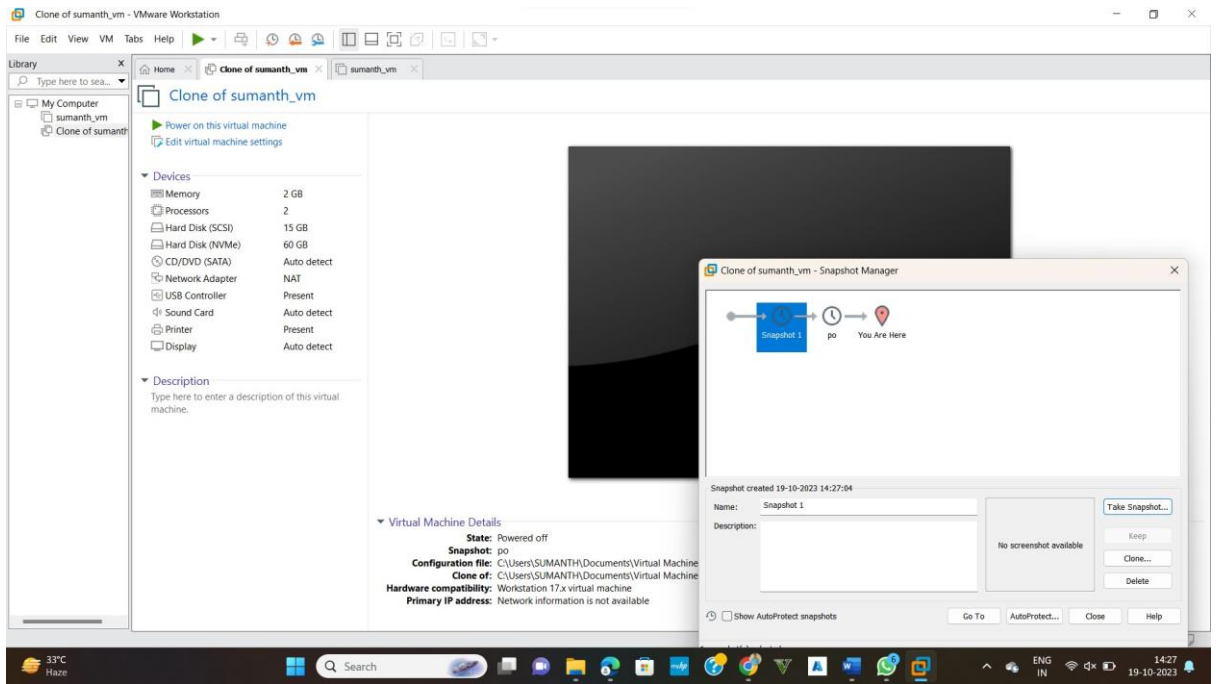 Clone of sumanth_vm - VMware Workstation
File Edit View VM Tabs Help
Library X
Type here to sea...
My Computer
sumanth_vm
Clone of sumanth
Home
Clone of sumanth_vm
sumanth_vm
Clone of sumanth_vm
Power on this virtual machine
Edit virtual machine settings
Devices
Memory 2 GB
Processors 2
Hard Disk (SCSI) 15 GB
Hard Disk (NVMe) 60 GB
CD/DVD (SATA) Auto detect
Network Adapter NAT
USB Controller Present
Sound Card Auto detect
Printer Present
Display Auto detect
Description
Type here to enter a description of this virtual
machine.
Virtual Machine Details
State: Powered off
Snapshot: po
Configuration file: C:\Users\SUMANTH\Documents\Virtual Machine
Clone of: C:\Users\SUMANTH\Documents\Virtual Machine
Hardware compatibility: Workstation 17.x virtual machine
Primary IP address: Network information is not available
Clone of sumanth_vm - Snapshot Manager
Snapshot 1 po You Are Here
Snapshot created 19-10-2023 14:27:04
Name: Snapshot 1
Description:
No screenshot available
Take Snapshot...
Keep
Clone...
Delete
Show AutoProtect snapshots
Go To AutoProtect... Close Help
33°C
Haze
Search
ENG
IN
14:27
19-10-2023